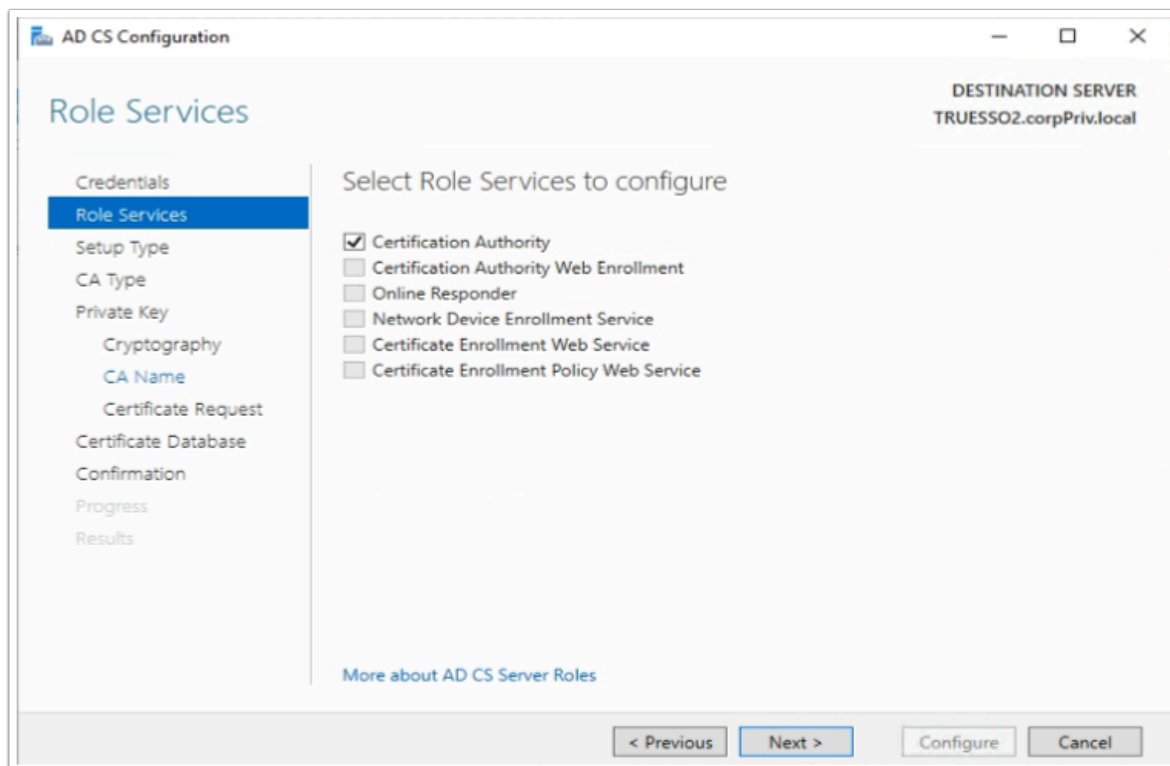 AD CS Configuration
DESTINATION SERVER
TRUESSO2.corpPriv.local
Role Services
Credentials
Role Services
Setup Type
CA Type
Private Key
Cryptography
CA Name
Certificate Request
Certificate Database
Confirmation
Progress
Results
Select Role Services to configure
Certification Authority
Certification Authority Web Enrollment
Online Responder
Network Device Enrollment Service
Certificate Enrollment Web Service
Certificate Enrollment Policy Web Service
More about AD CS Server Roles
< Previous
Next >
Configure
Cancel